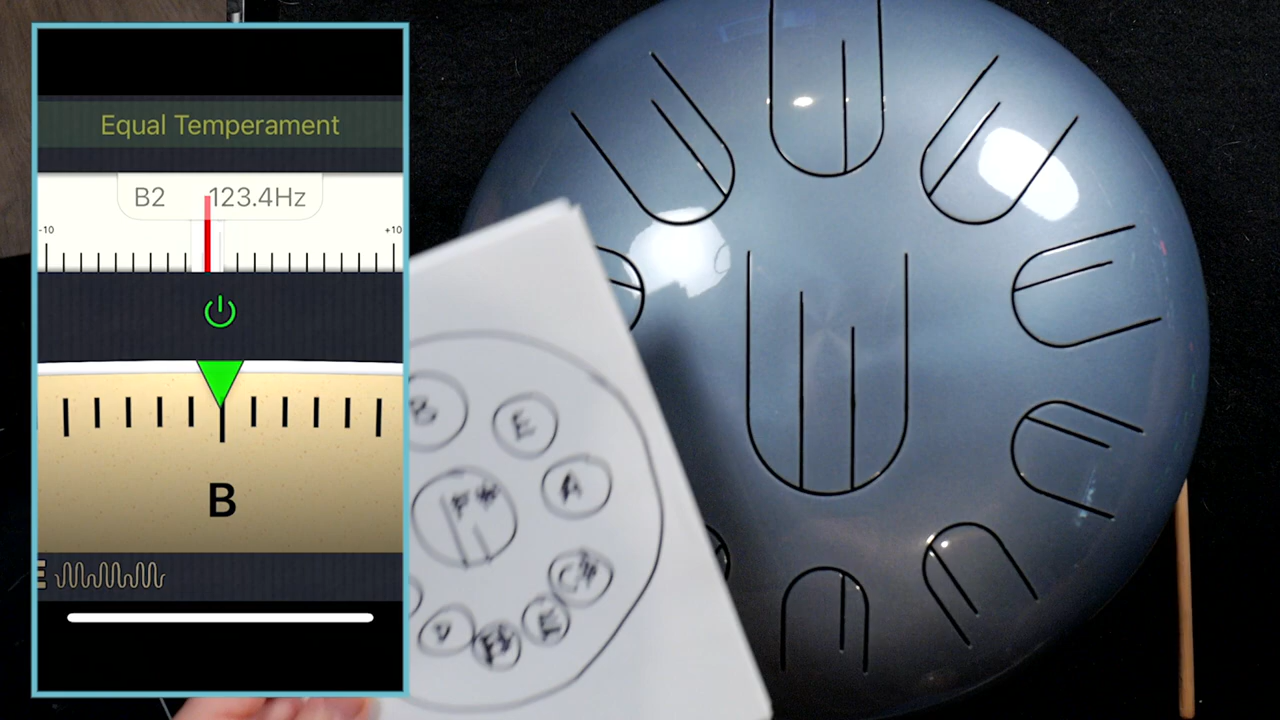 Equal Temperament
B2 123.4Hz
-10 +10
B
E
B
E
A
F#
C#
D
F#